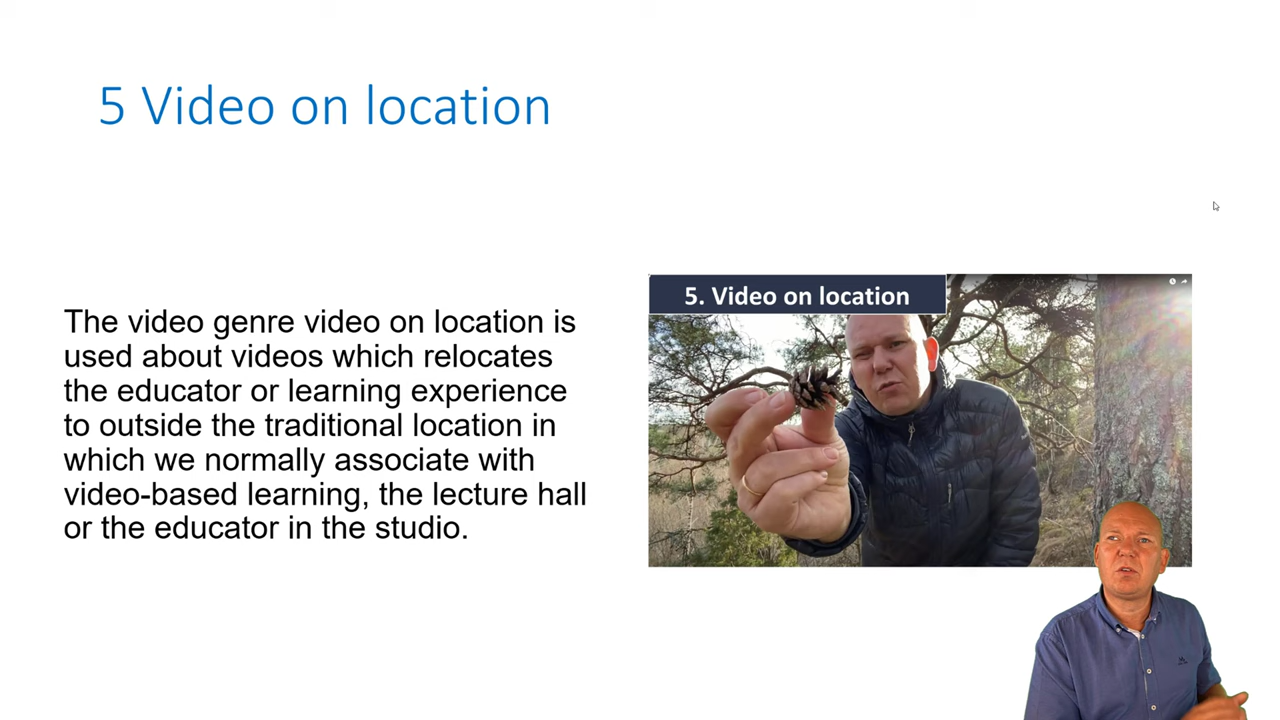 5 Video on location
The video genre video on location is
used about videos which relocates
the educator or learning experience
to outside the traditional location in
which we normally associate with
video-based learning, the lecture hall
or the educator in the studio.
5. Video on location